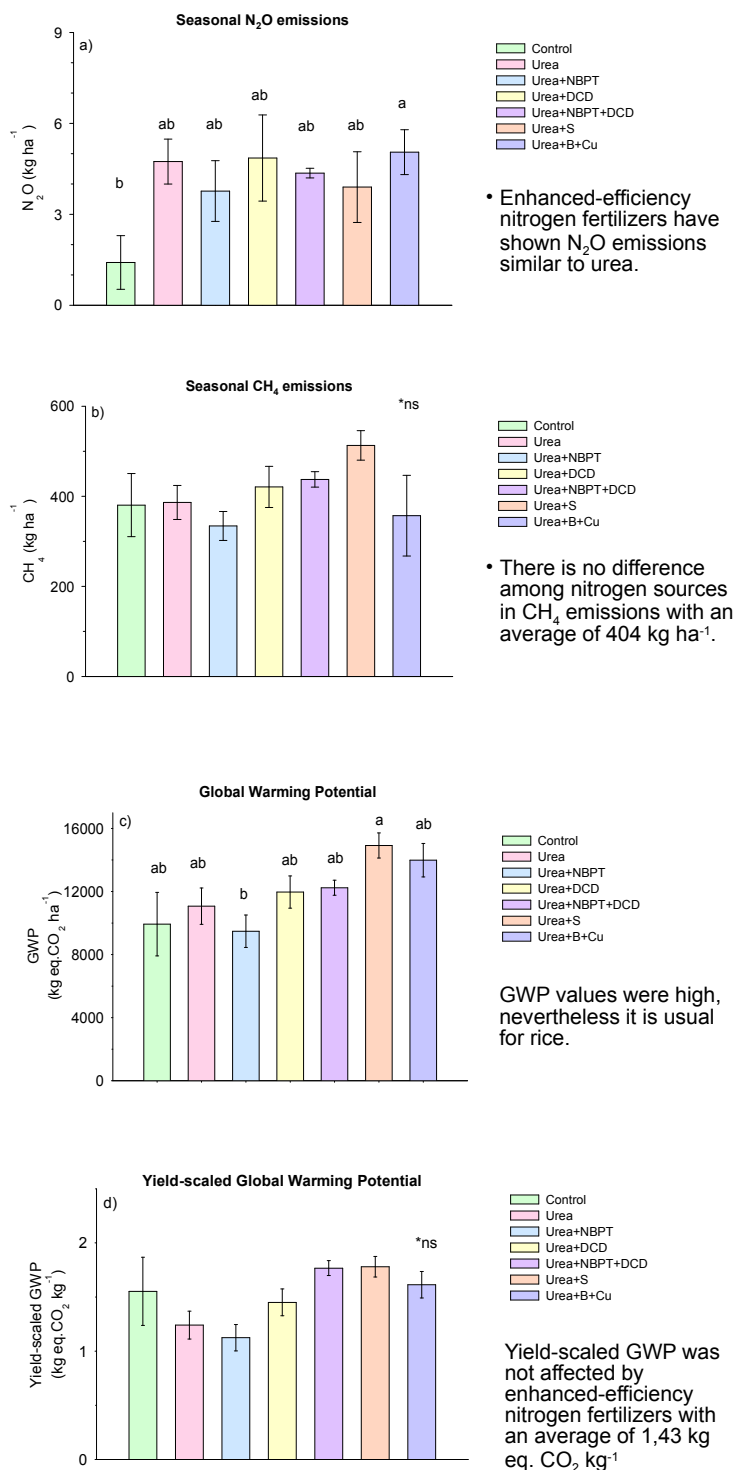 Seasonal N₂O emissions
a)
9
6
3
0
N₂O (kg ha⁻¹)
b
ab
ab
ab
ab
ab
a
Control
Urea
Urea+NBPT
Urea+DCD
Urea+NBPT+DCD
Urea+S
Urea+B+Cu
• Enhanced-efficiency
nitrogen fertilizers have
shown N₂O emissions
similar to urea.
Seasonal CH₄ emissions
b)
*ns
600
400
200
0
CH₄ (kg ha⁻¹)
Control
Urea
Urea+NBPT
Urea+DCD
Urea+NBPT+DCD
Urea+S
Urea+B+Cu
• There is no difference
among nitrogen sources
in CH₄ emissions with an
average of 404 kg ha⁻¹.
Global Warming Potential
c)
16000
12000
8000
4000
0
GWP
(kg eq.CO₂ ha⁻¹)
ab
ab
b
ab
ab
a
ab
Control
Urea
Urea+NBPT
Urea+DCD
Urea+NBPT+DCD
Urea+S
Urea+B+Cu
GWP values were high,
nevertheless it is usual
for rice.
Yield-scaled Global Warming Potential
d)
*ns
2
1
0
Yield-scaled GWP
(kg eq.CO₂ kg⁻¹)
Control
Urea
Urea+NBPT
Urea+DCD
Urea+NBPT+DCD
Urea+S
Urea+B+Cu
Yield-scaled GWP was
not affected by
enhanced-efficiency
nitrogen fertilizers with
an average of 1,43 kg
eq. CO₂ kg⁻¹